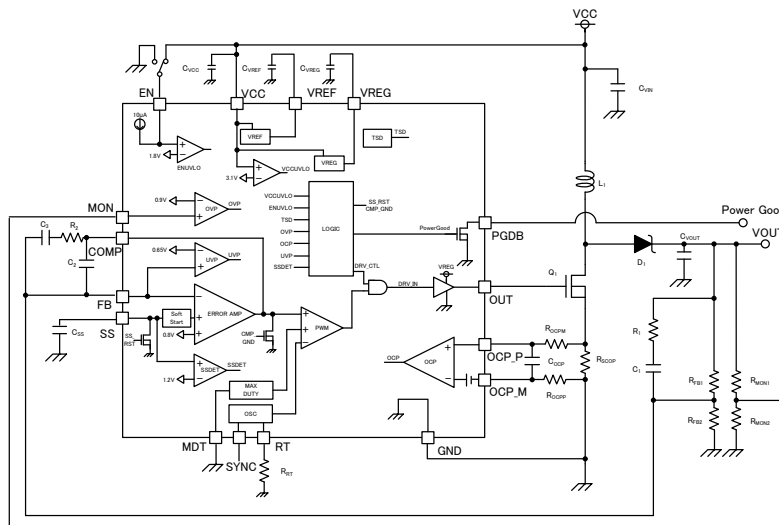 VCC
CVCC
CVREF
CVREG
CVIN
EN
VCC
VREF
VREG
10μA
VREF
TSD
TSD
1.8V
ENUVLO
VREG
3.1V
VCCUVLO
L1
0.9V
OVP
OVP
MON
VCCUVLO
ENUVLO
TSD
OVP
OCP
UVP
SSDET
LOGIC
SS_RST
CMP_GND
PowerGood
DRV_CTL
PGDB
Power Goo
VOUT
C3
R2
COMP
C2
0.65V
UVP
UVP
CVOUT
D1
VREG
DRV_IN
OUT
Q1
FB
SS
CSS
Soft
Start
ERROR AMP
0.8V
SS_
RST
CMP_
GND
PWM
R1
C1
SSDET
SSDET
1.2V
OCP
OCP
OCP_P
OCP_M
ROCPM
COCP
ROCPP
RSCOP
RFB1
RMON1
RFB2
RMON2
MAX
DUTY
OSC
MDT
SYNC
RT
GND
RRT